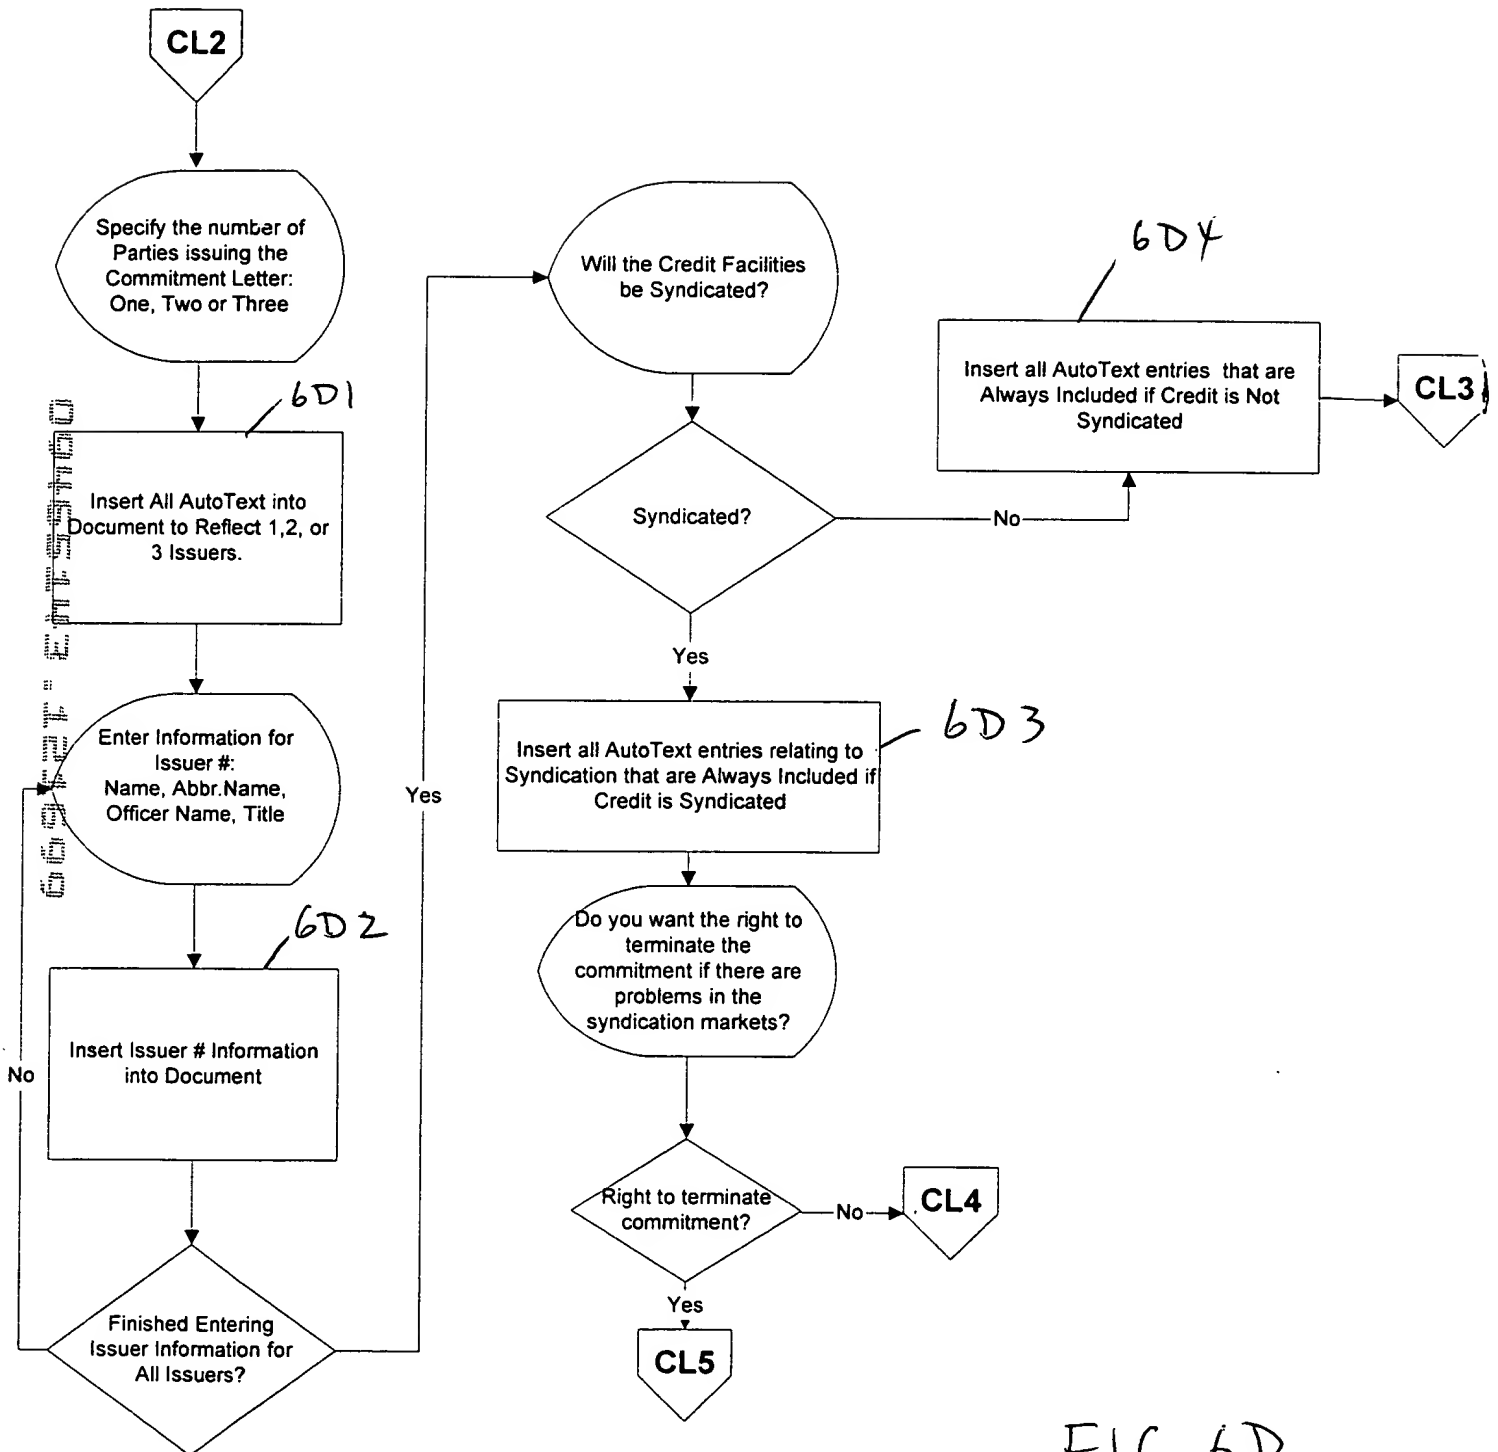 CL2
Specify the number of
Parties issuing the
Commitment Letter:
One, Two or Three
6D1
Insert All AutoText into
Document to Reflect 1,2, or
3 Issuers.
Enter Information for
Issuer #:
Name, Abbr.Name,
Officer Name, Title
6D2
Insert Issuer # Information
into Document
No
Finished Entering
Issuer Information for
All Issuers?
Yes
Will the Credit Facilities
be Syndicated?
Syndicated?
No
6D4
Insert all AutoText entries that are
Always Included if Credit is Not
Syndicated
CL3
Yes
6D3
Insert all AutoText entries relating to
Syndication that are Always Included if
Credit is Syndicated
Do you want the right to
terminate the
commitment if there are
problems in the
syndication markets?
Right to terminate
commitment?
No
CL4
Yes
CL5
FIG 6D